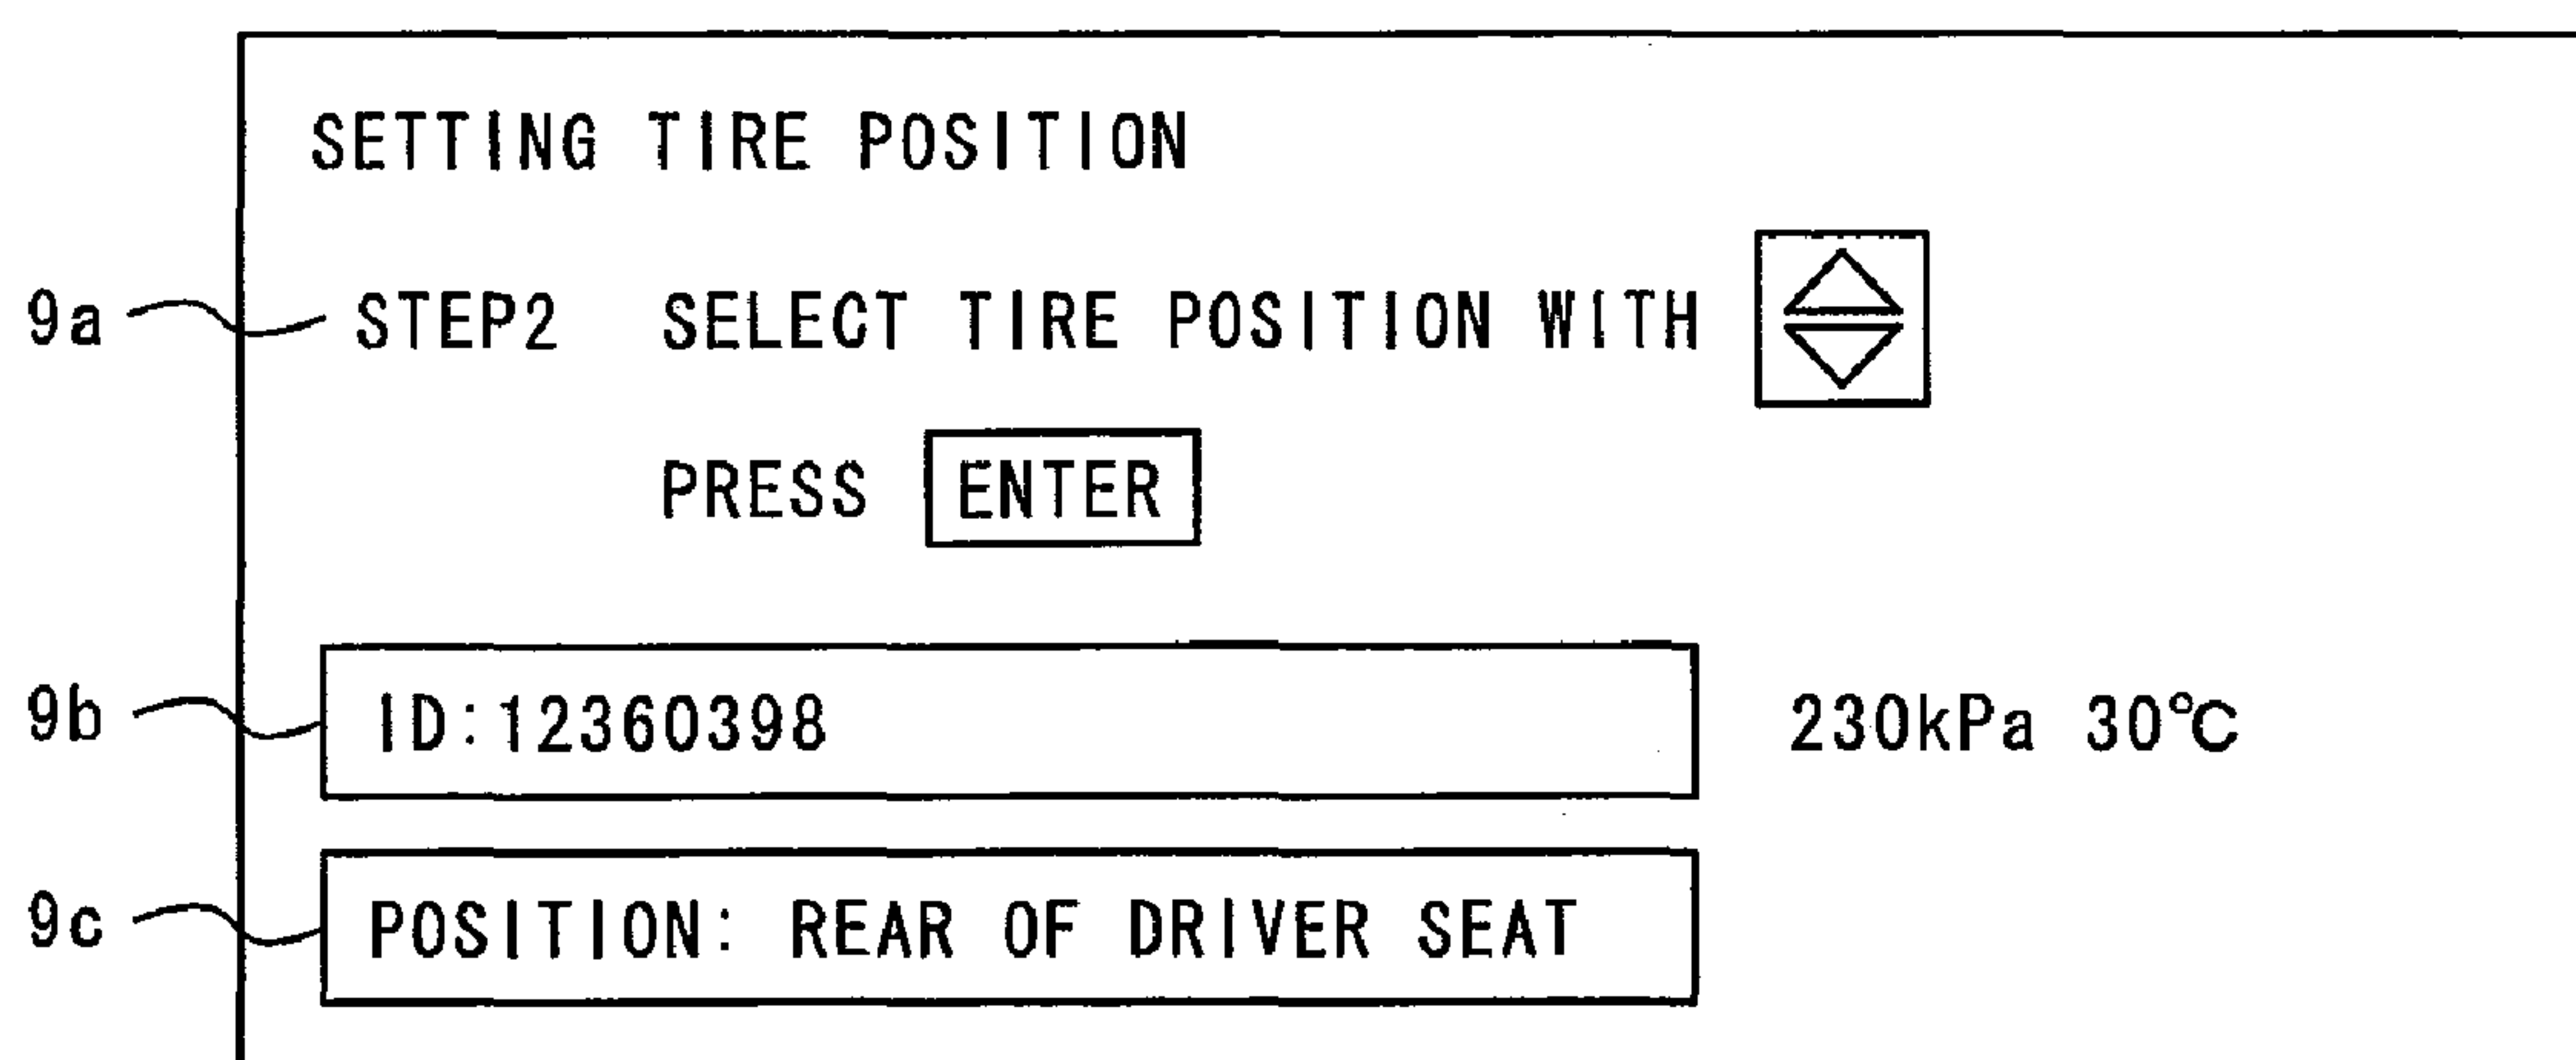 SETTING TIRE POSITION
9a STEP2 SELECT TIRE POSITION WITH
PRESS ENTER
9b ID:12360398 230kPa 30℃
9c POSITION: REAR OF DRIVER SEAT